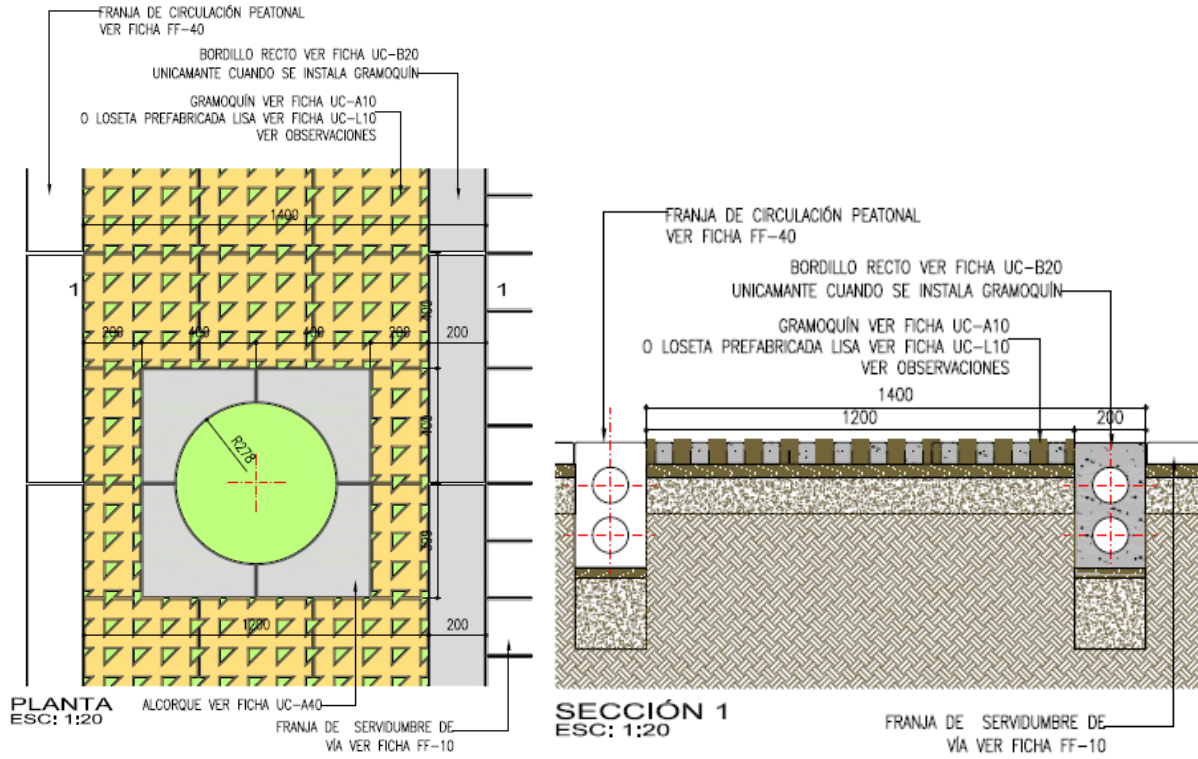 FRANJA DE CIRCULACIÓN PEATONAL
VER FICHA FF-40
BORDILLO RECTO VER FICHA UC-B20
UNICAMANTE CUANDO SE INSTALA GRAMOQUÍN
GRAMOQUÍN VER FICHA UC-A10
O LOSETA PREFABRICADA LISA VER FICHA UC-L10
VER OBSERVACIONES
1400
1
1
400
200
400
400
200
200
400
R278
1200
200
PLANTA
ESC: 1:20
ALCORQUE VER FICHA UC-A40
FRANJA DE SERVIDUMBRE DE
VÍA VER FICHA FF-10
FRANJA DE CIRCULACIÓN PEATONAL
VER FICHA FF-40
BORDILLO RECTO VER FICHA UC-B20
UNICAMANTE CUANDO SE INSTALA GRAMOQUÍN
GRAMOQUÍN VER FICHA UC-A10
O LOSETA PREFABRICADA LISA VER FICHA UC-L10
VER OBSERVACIONES
1400
1200
200
SECCIÓN 1
ESC: 1:20
FRANJA DE SERVIDUMBRE DE
VÍA VER FICHA FF-10